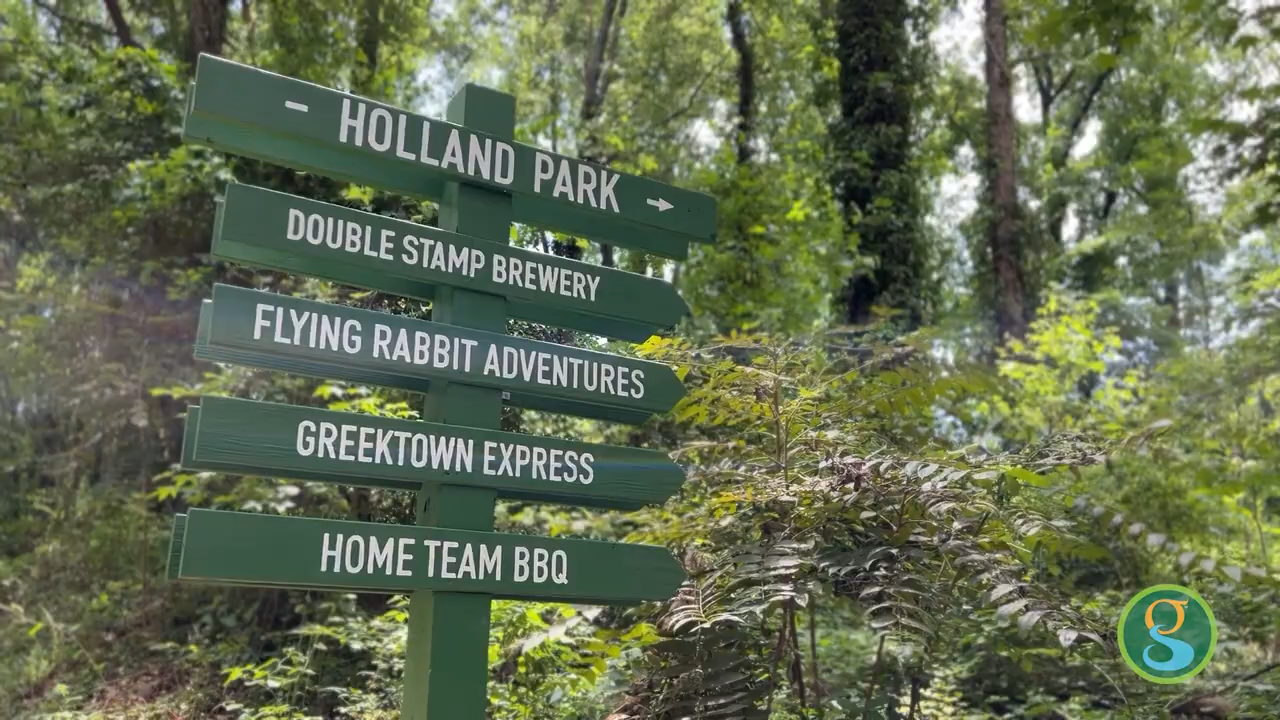 – HOLLAND PARK →
DOUBLE STAMP BREWERY
FLYING RABBIT ADVENTURES
GREEKTOWN EXPRESS
HOME TEAM BBQ
g